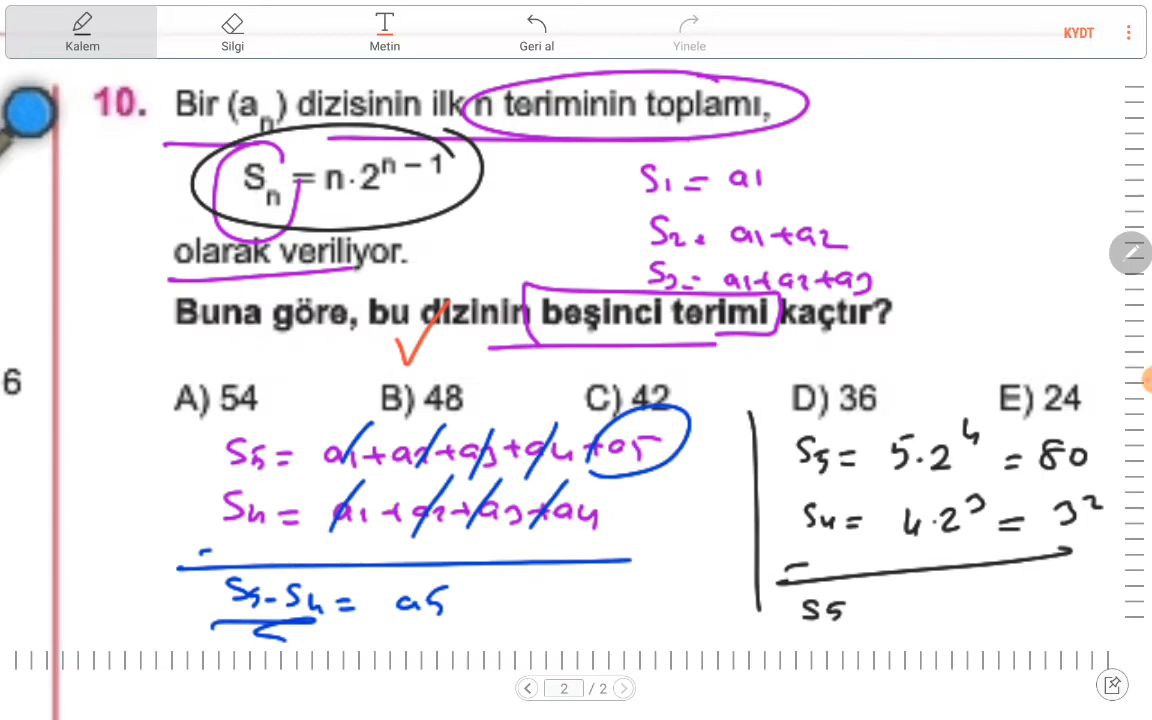 Kalem Silgi Metin Geri al Yinele KYDT
10. Bir (aₙ) dizisinin ilk n teriminin toplamı,
Sₙ = n · 2ⁿ⁻¹
S₁ = a₁
S₂ = a₁+a₂
olarak veriliyor.
S₃ = a₁+a₂+a₃
Buna göre, bu dizinin beşinci terimi kaçtır?
6
A) 54 B) 48 C) 42 D) 36 E) 24
S₅ = a₁+a₂+a₃+a₄+a₅
S₅ = 5.2⁴ = 80
S₄ = a₁+a₂+a₃+a₄
S₄ = 4.2³ = 32
S₅-S₄ = a₅
S5
2 / 2